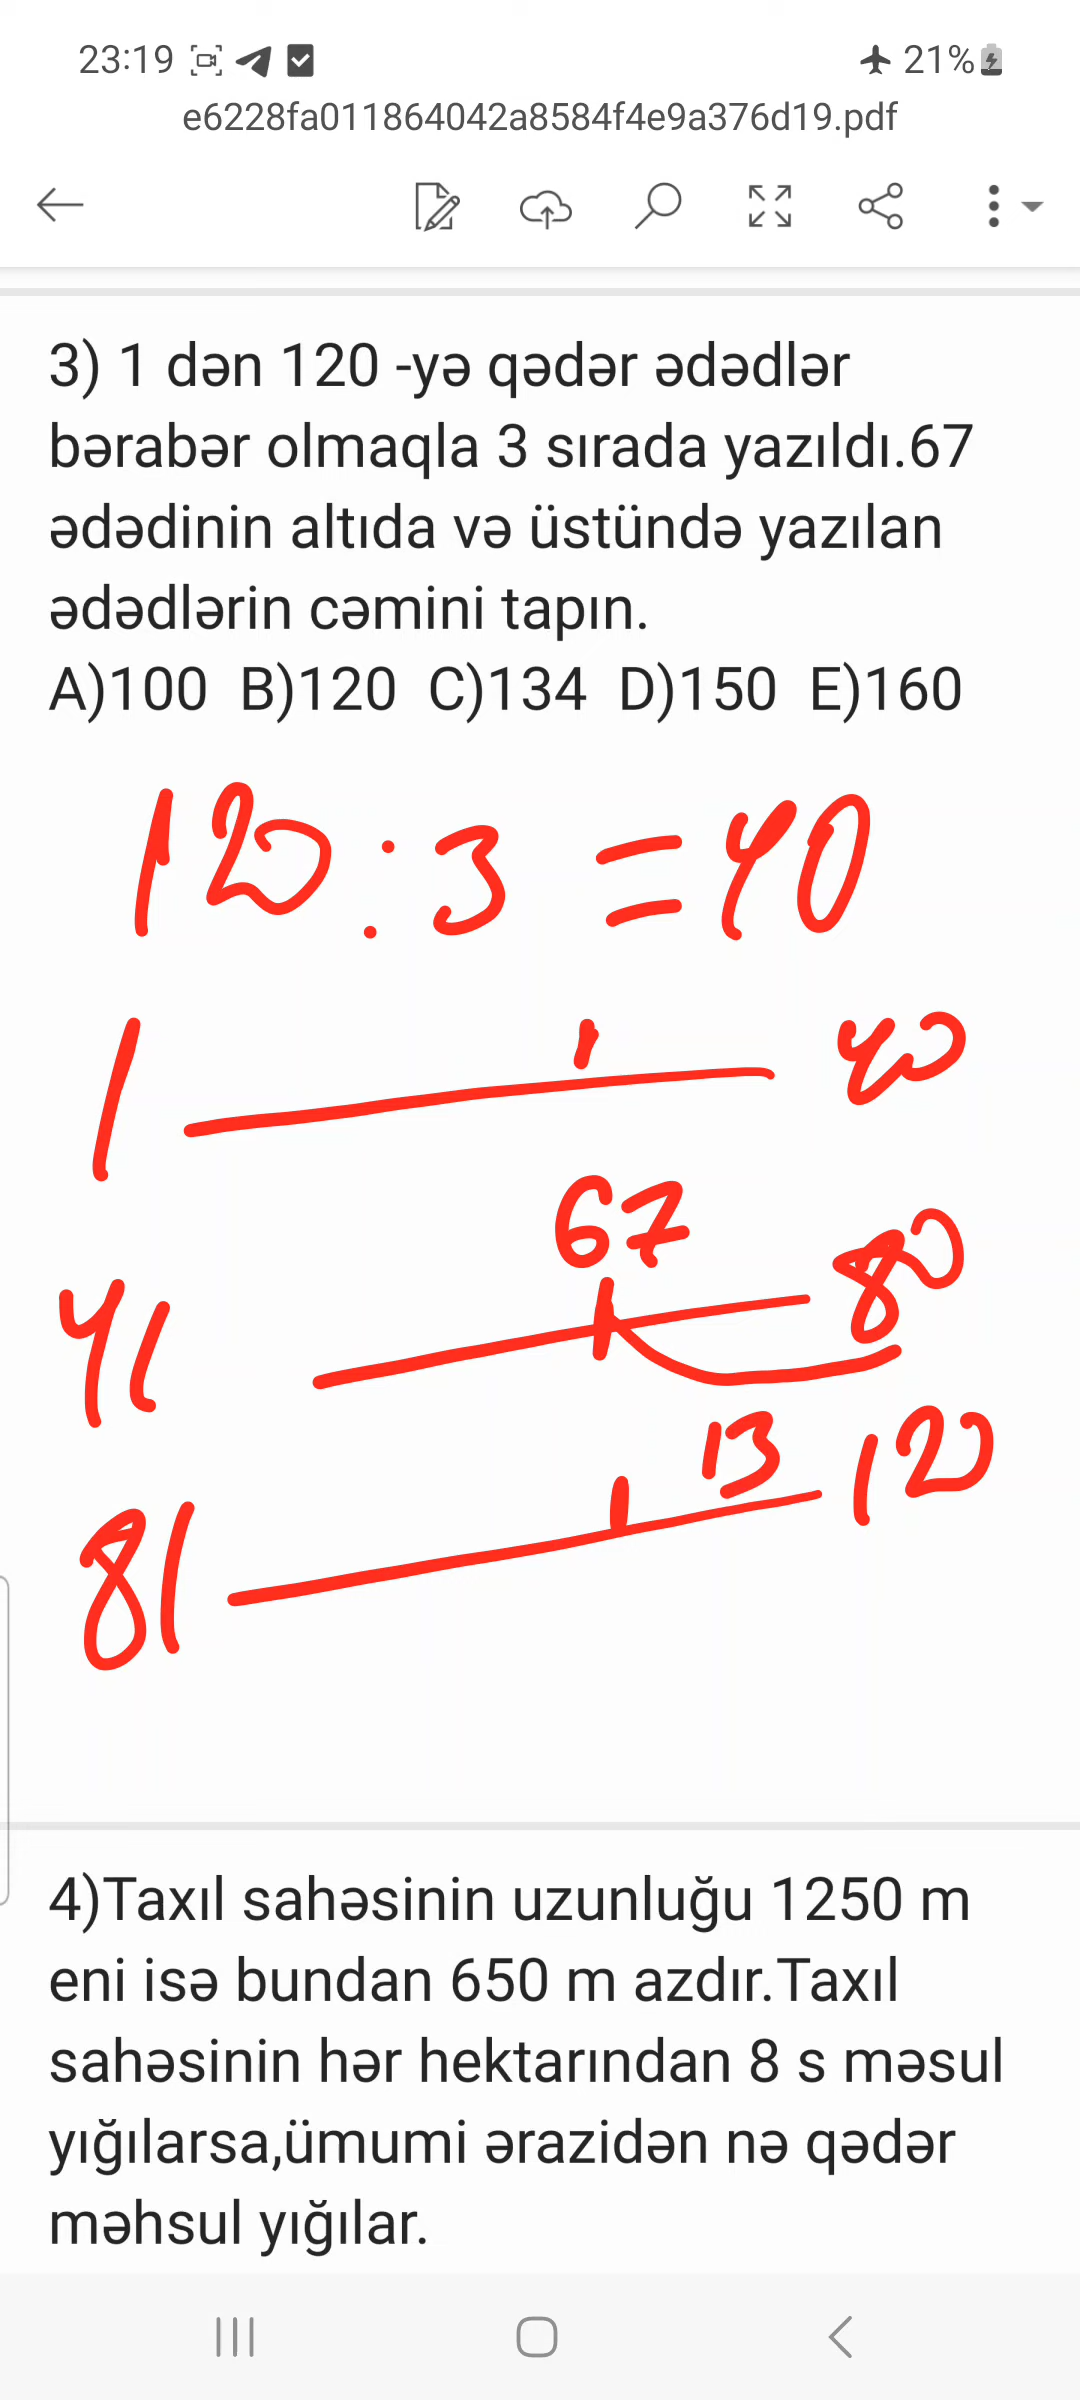 23:19 21%
e6228fa011864042a8584f4e9a376d19.pdf
3) 1 dən 120 -yə qədər ədədlər
bərabər olmaqla 3 sırada yazıldı.67
ədədinin altıda və üstündə yazılan
ədədlərin cəmini tapın.
A)100 B)120 C)134 D)150 E)160
120 : 3 = 40
1 40
67
41 80
13
81 120
4)Taxıl sahəsinin uzunluğu 1250 m
eni isə bundan 650 m azdır.Taxıl
sahəsinin hər hektarından 8 s məsul
yığılarsa,ümumi ərazidən nə qədər
məhsul yığılar.